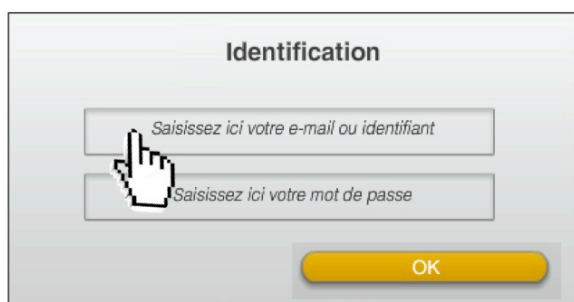 Identification
Saisissez ici votre e-mail ou identifiant
Saisissez ici votre mot de passe
OK